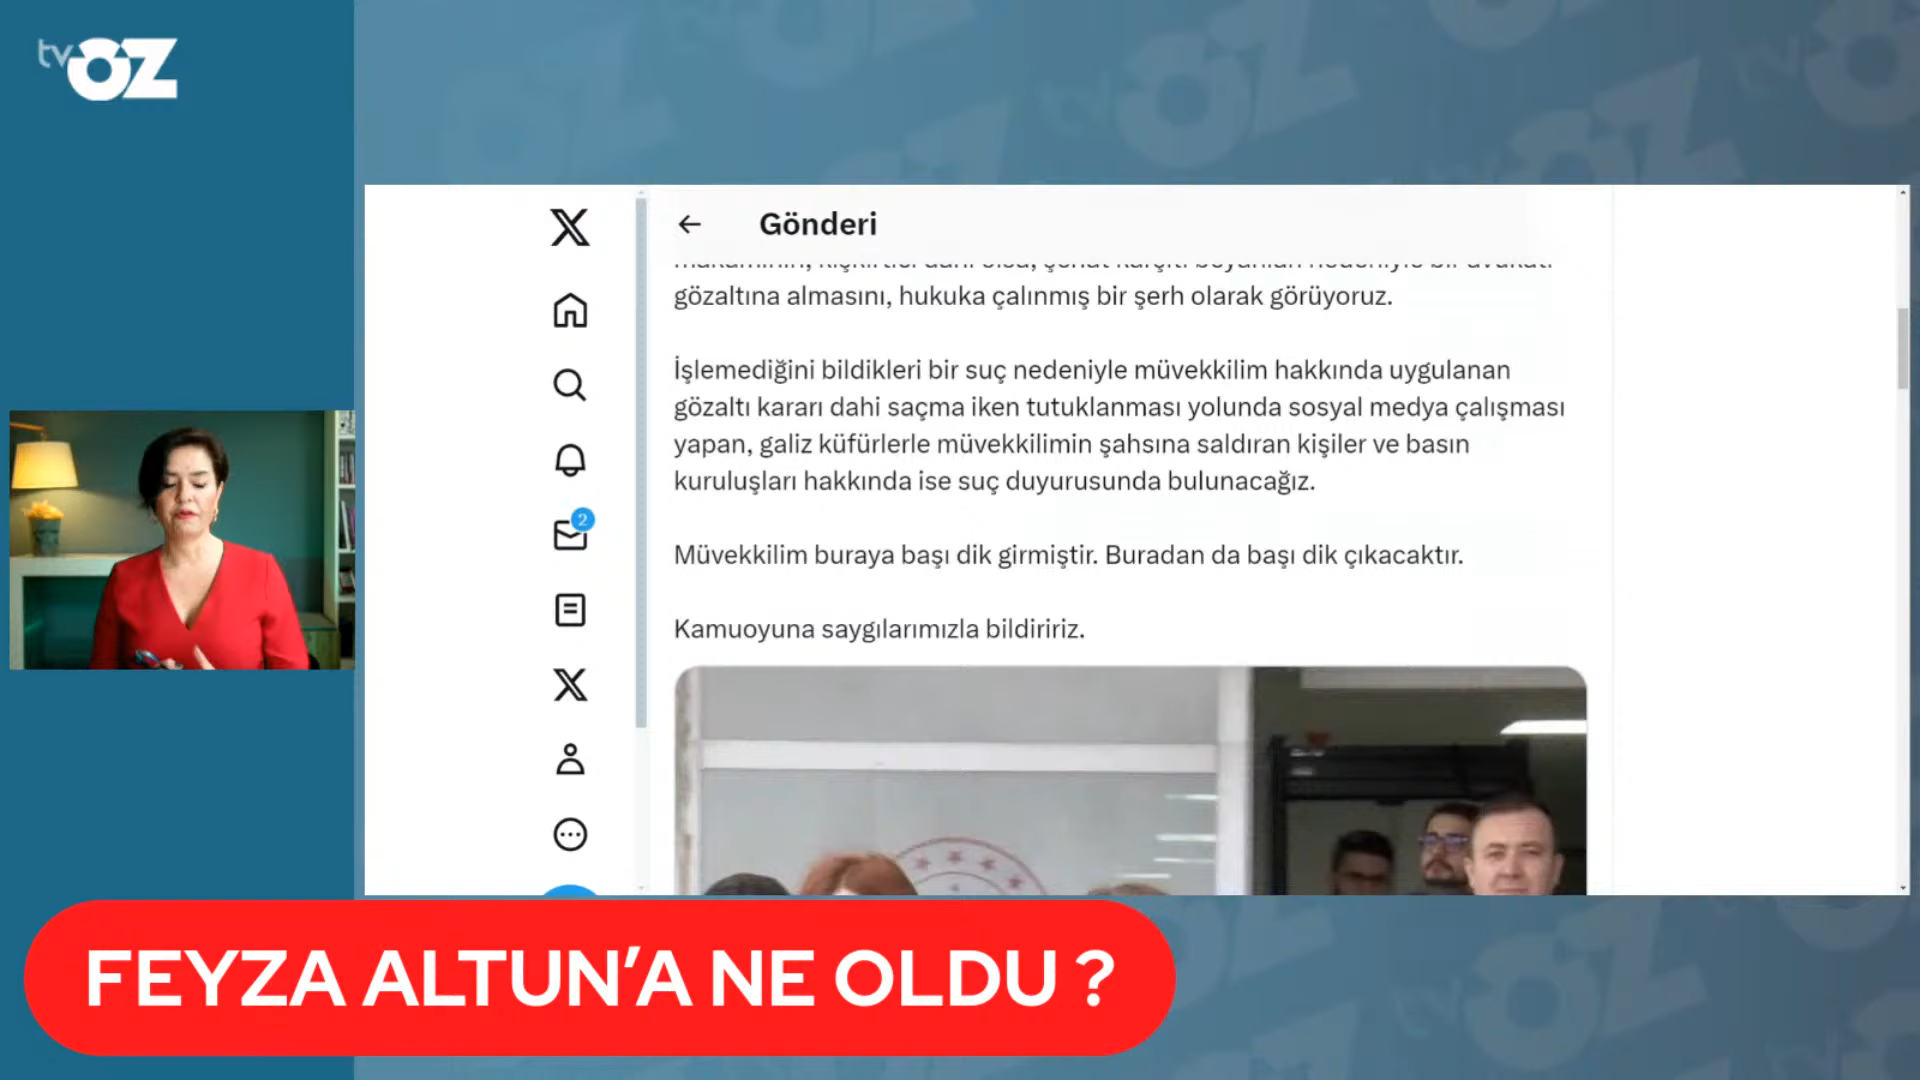 tv ÖZ
Gönderi
gözaltına almasını, hukuka çalınmış bir şerh olarak görüyoruz.
İşlemediğini bildikleri bir suç nedeniyle müvekkilim hakkında uygulanan
gözaltı kararı dahi saçma iken tutuklanması yolunda sosyal medya çalışması
yapan, galiz küfürlerle müvekkilimin şahsına saldıran kişiler ve basın
kuruluşları hakkında ise suç duyurusunda bulunacağız.
2
Müvekkilim buraya başı dik girmiştir. Buradan da başı dik çıkacaktır.
Kamuoyuna saygılarımızla bildiririz.
FEYZA ALTUN'A NE OLDU ?